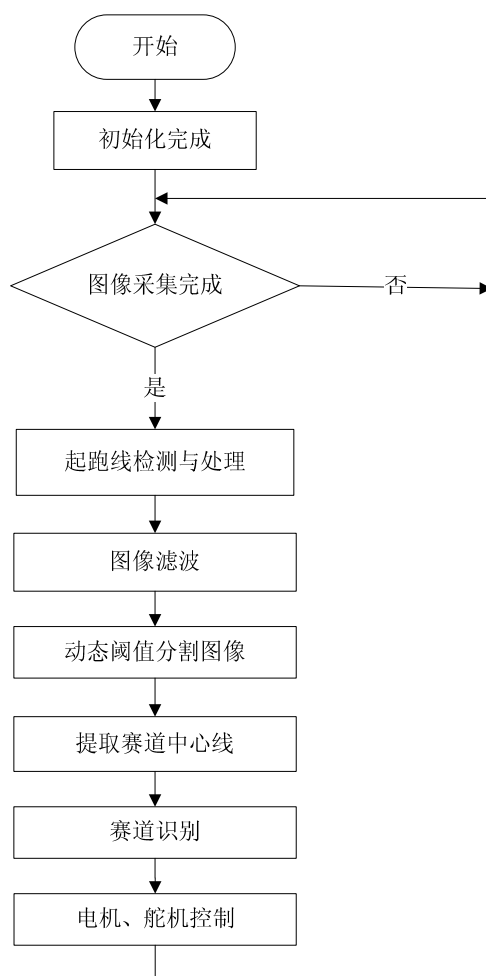 开始
初始化完成
图像采集完成
否
是
起跑线检测与处理
图像滤波
动态阈值分割图像
提取赛道中心线
赛道识别
电机、舵机控制